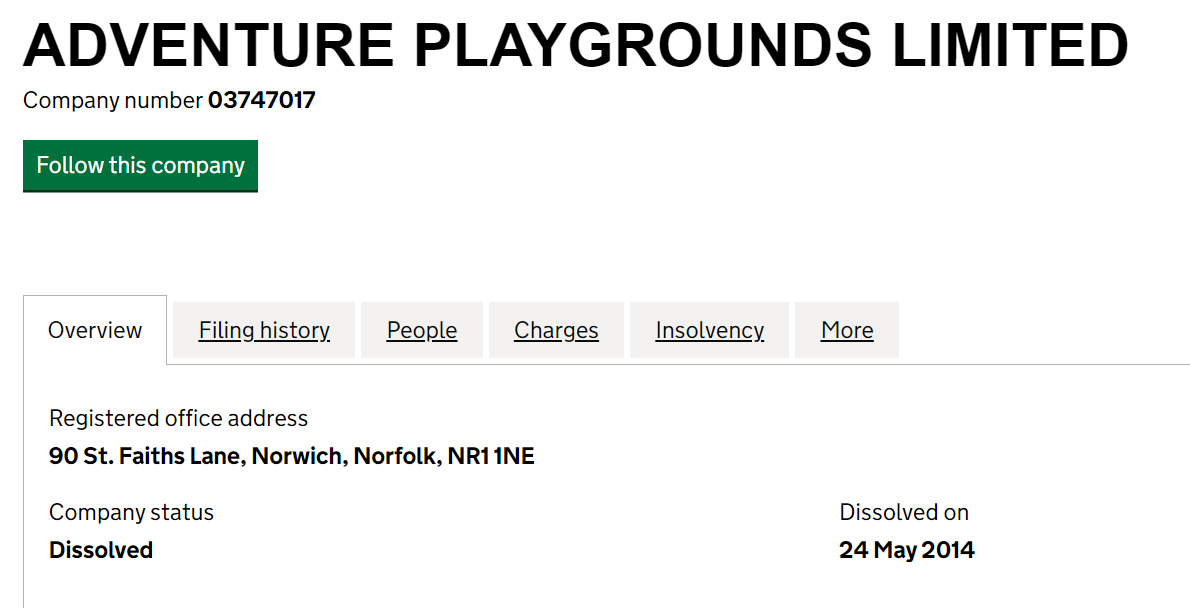 ADVENTURE PLAYGROUNDS LIMITED
Company number 03747017
Follow this company
Overview Filing history People Charges Insolvency More
Registered office address
90 St. Faiths Lane, Norwich, Norfolk, NR1 1NE
Company status Dissolved on
Dissolved 24 May 2014